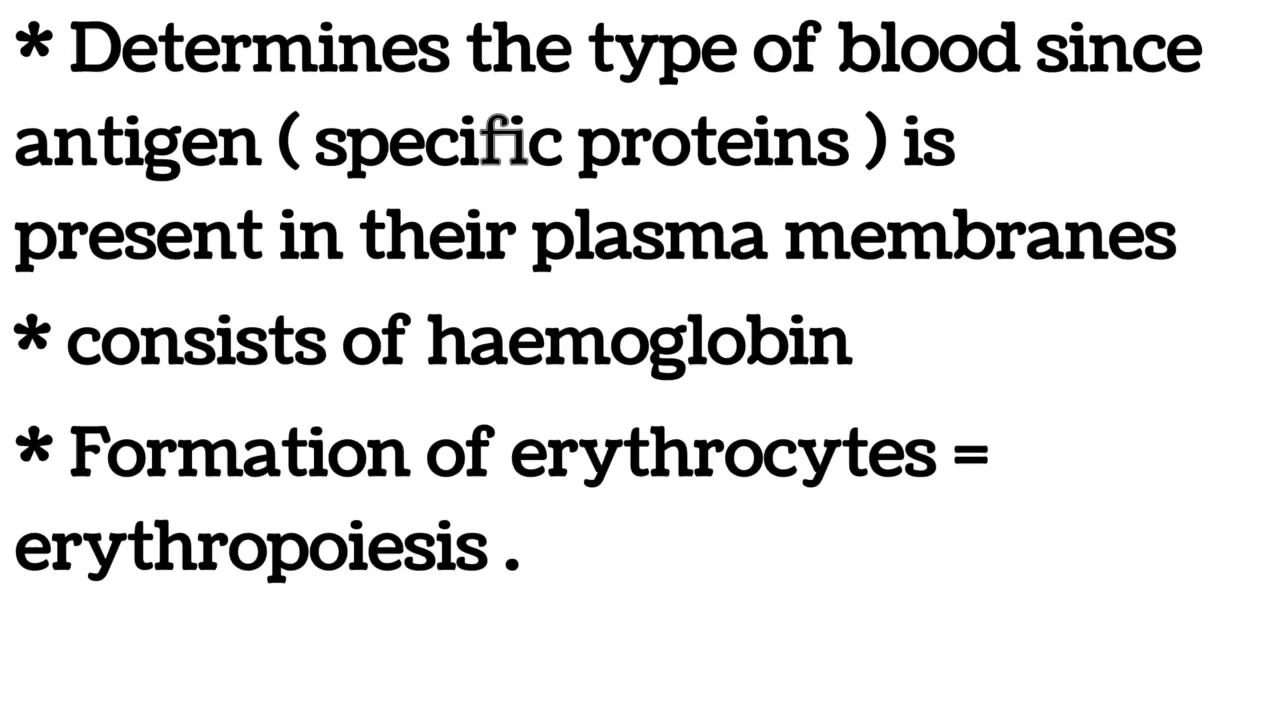 * Determines the type of blood since
antigen ( specific proteins ) is
present in their plasma membranes
* consists of haemoglobin
* Formation of erythrocytes =
erythropoiesis .